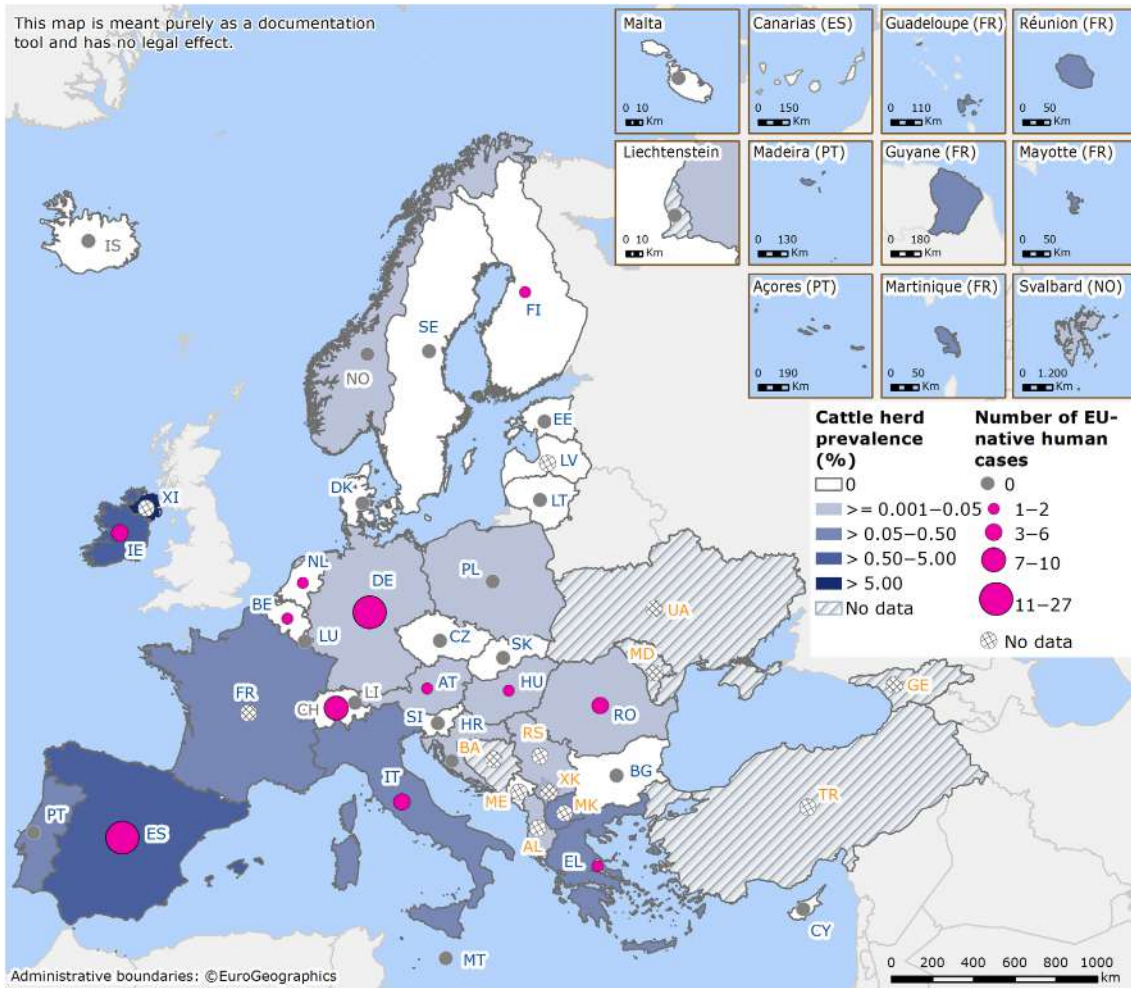 This map is meant purely as a documentation
tool and has no legal effect.
Malta
0 10
Km
Canarias (ES)
0 150
Km
Guadeloupe (FR)
0 110
Km
Réunion (FR)
0 50
Km
Liechtenstein
0 10
Km
Madeira (PT)
0 130
Km
Guyane (FR)
0 180
Km
Mayotte (FR)
0 50
Km
Açores (PT)
0 190
Km
Martinique (FR)
0 50
Km
Svalbard (NO)
0 1.200
Km
Cattle herd
prevalence
(%)
0
>= 0.001–0.05
> 0.05–0.50
> 0.50–5.00
> 5.00
No data
Number of EU-
native human
cases
0
1–2
3–6
7–10
11–27
No data
IS
FI
SE
NO
EE
LV
LT
DK
XI
IE
NL
DE
PL
BE
LU
CZ
SK
UA
MD
FR
CH
LI
AT
HU
RO
GE
SI
HR
BA
RS
BG
IT
ME
XK
MK
TR
AL
PT
ES
EL
CY
MT
Administrative boundaries: ©EuroGeographics
0 200 400 600 800 1000
km